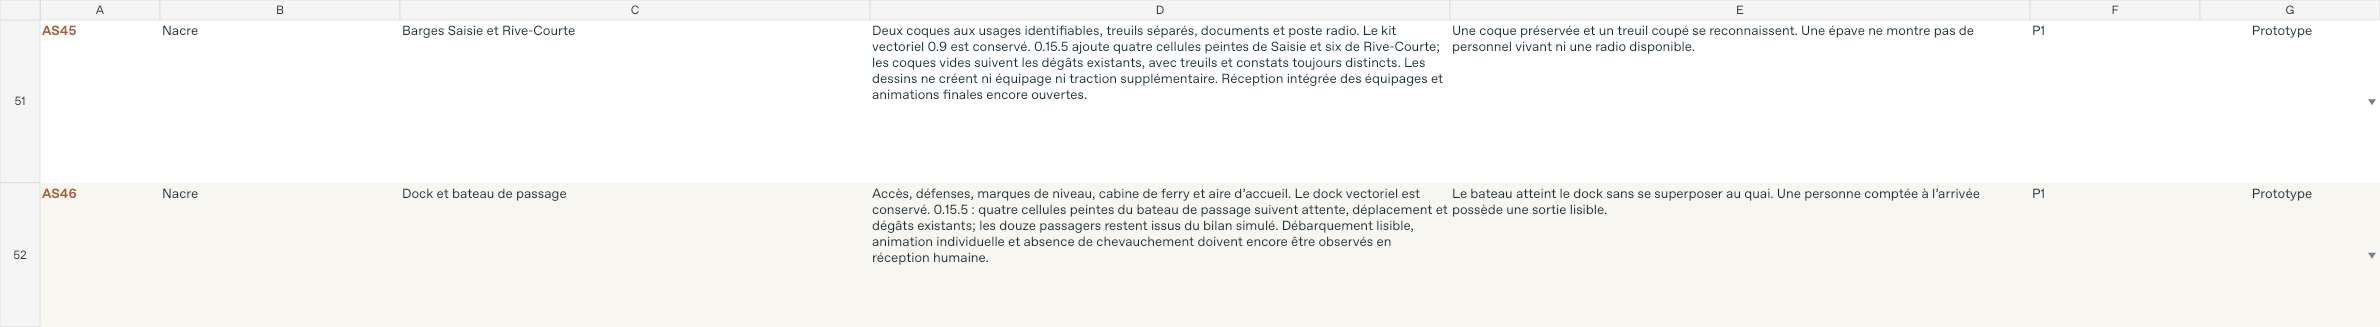 A B C D E F G
51
AS45
Nacre
Barges Saisie et Rive-Courte
Deux coques aux usages identifiables, treuils séparés, documents et poste radio. Le kit
vectoriel 0.9 est conservé. 0.15.5 ajoute quatre cellules peintes de Saisie et six de Rive-Courte;
les coques vides suivent les dégâts existants, avec treuils et constats toujours distincts. Les
dessins ne créent ni équipage ni traction supplémentaire. Réception intégrée des équipages et
animations finales encore ouvertes.
Une coque préservée et un treuil coupé se reconnaissent. Une épave ne montre pas de
personnel vivant ni une radio disponible.
P1
Prototype
52
AS46
Nacre
Dock et bateau de passage
Accès, défenses, marques de niveau, cabine de ferry et aire d’accueil. Le dock vectoriel est
conservé. 0.15.5 : quatre cellules peintes du bateau de passage suivent attente, déplacement et
dégâts existants; les douze passagers restent issus du bilan simulé. Débarquement lisible,
animation individuelle et absence de chevauchement doivent encore être observés en
réception humaine.
Le bateau atteint le dock sans se superposer au quai. Une personne comptée à l’arrivée
possède une sortie lisible.
P1
Prototype